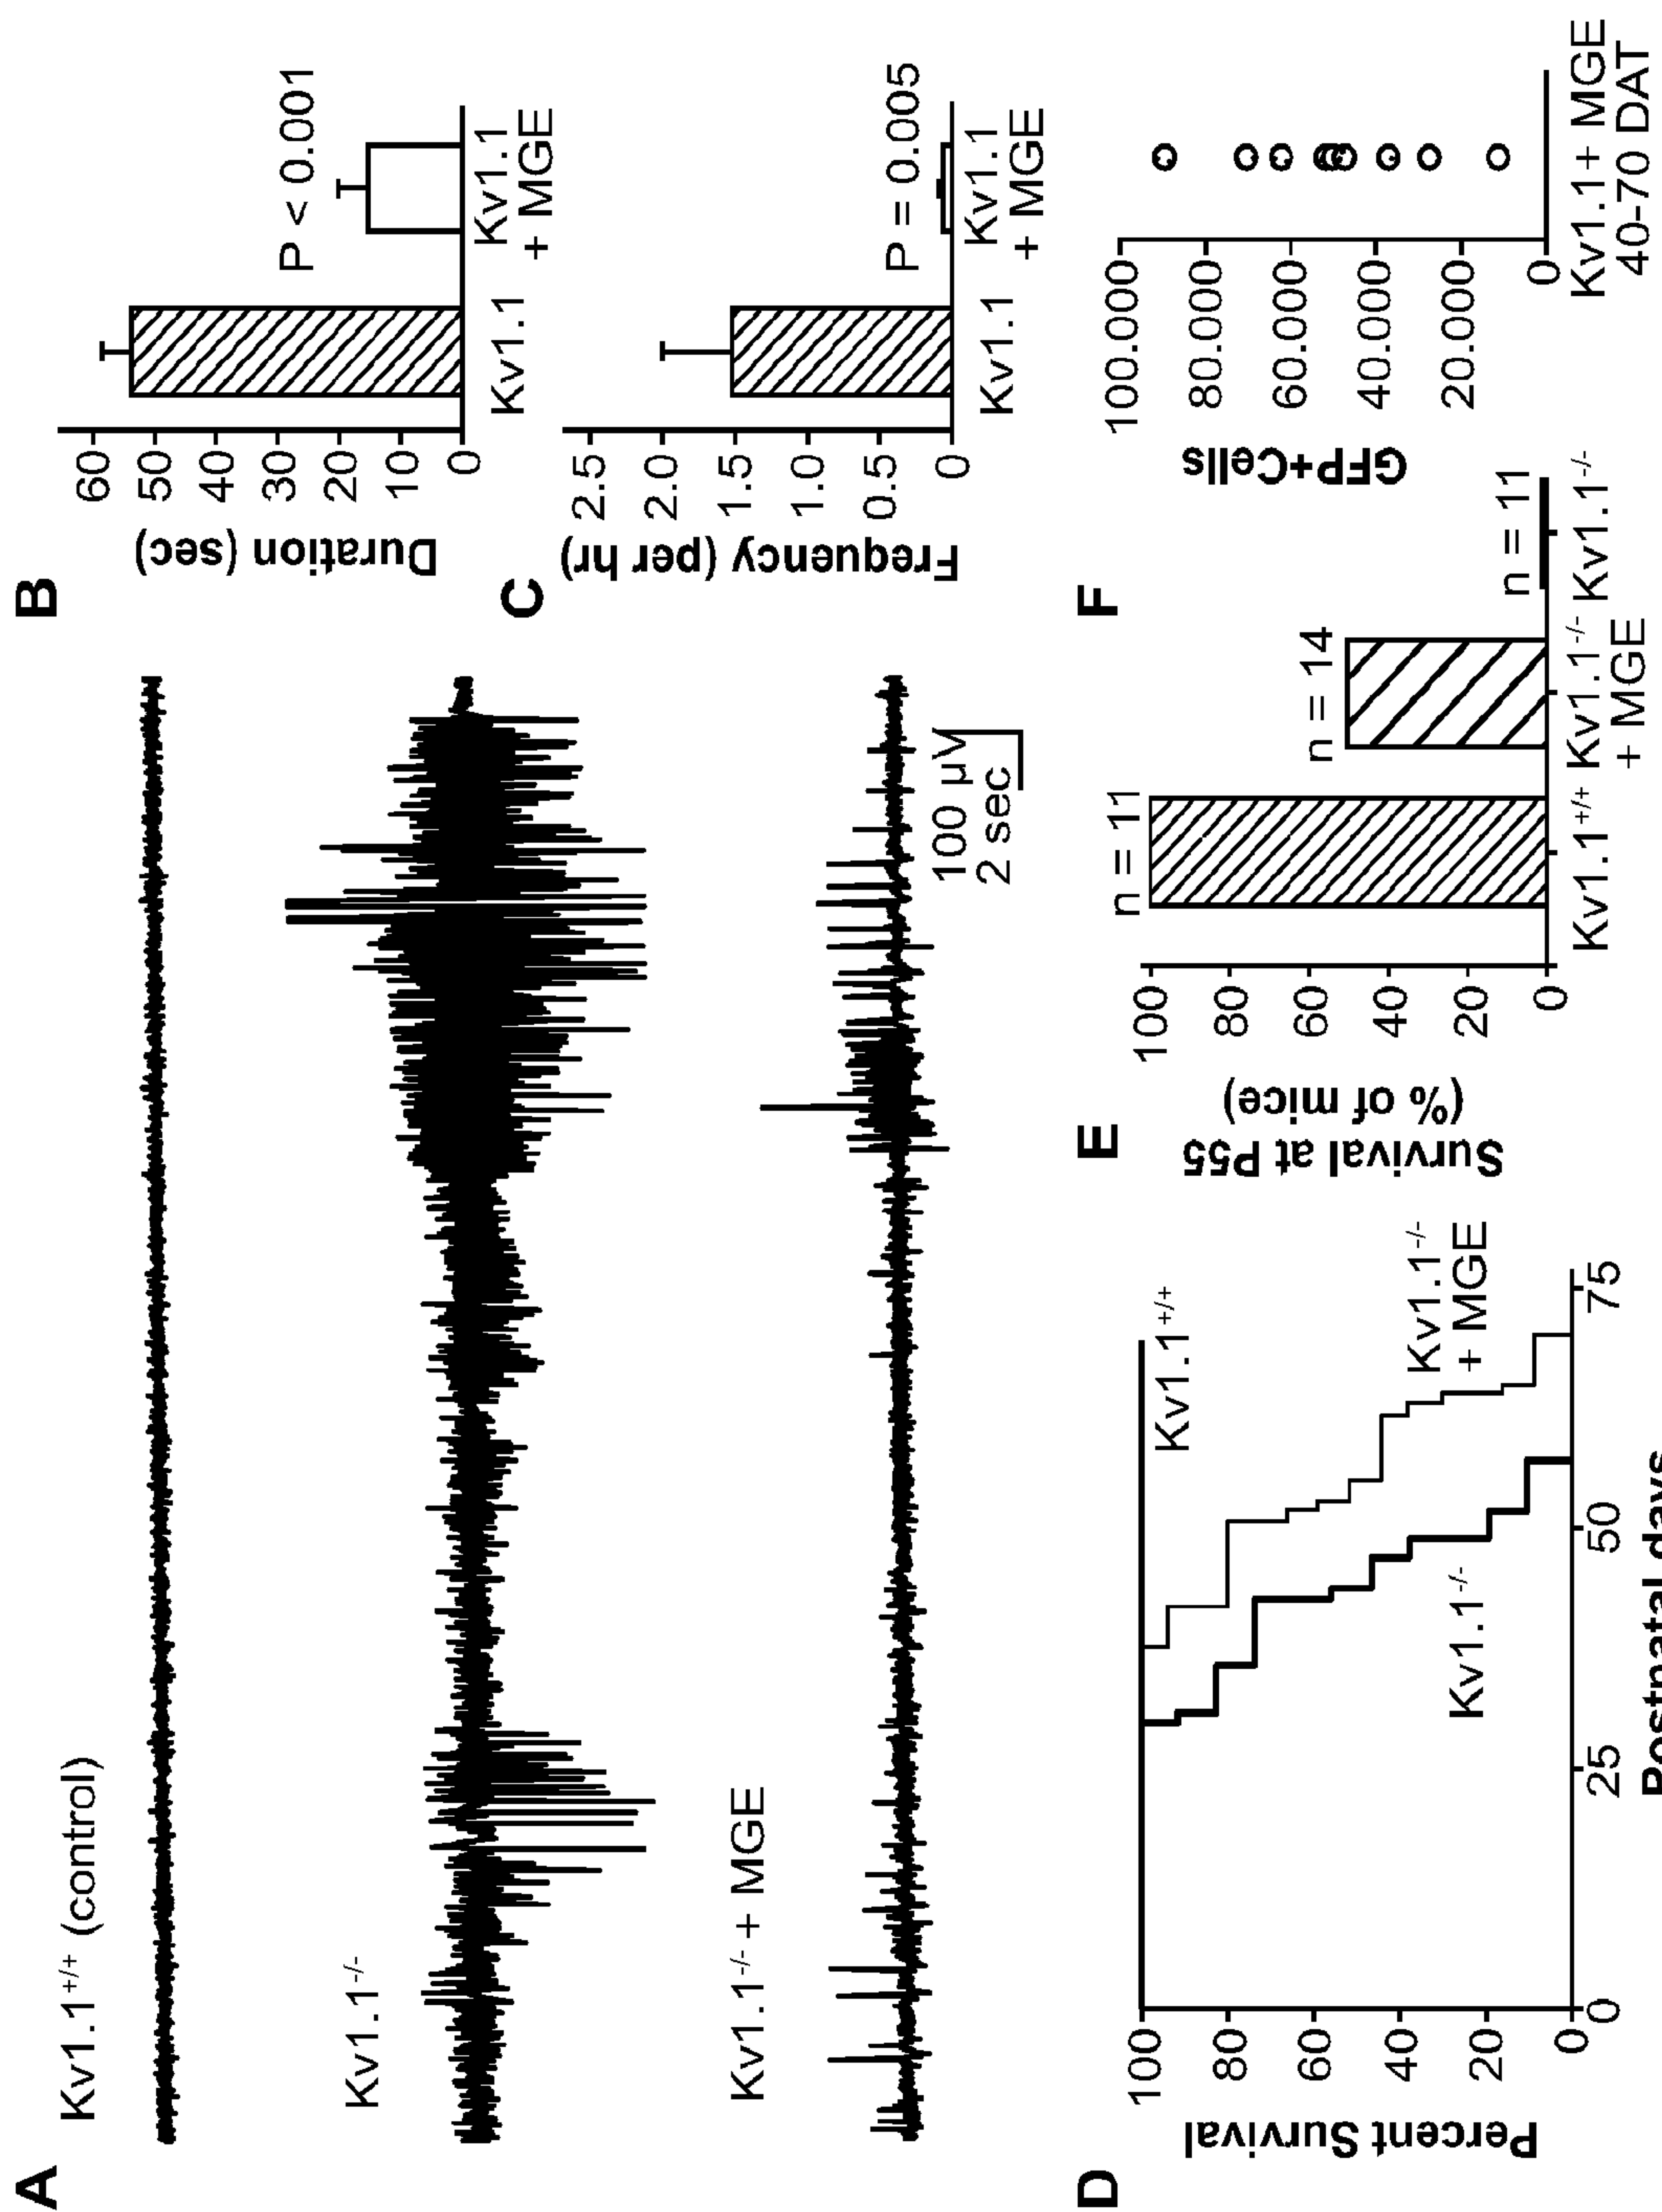 A
Kv1.1+/+ (control)
Kv1.1-/-
Kv1.1-/- + MGE
100 µV
2 sec
B
Duration (sec)
60
50
40
30
20
10
0
P < 0.001
Kv1.1
Kv1.1
+ MGE
C
Frequency (per hr)
2.5
2.0
1.5
1.0
0.5
0
P = 0.005
Kv1.1
Kv1.1
+ MGE
D
Percent Survival
100
80
60
40
20
0
Kv1.1+/+
Kv1.1-/-
+ MGE
Kv1.1-/-
0
25
50
75
Postnatal days
E
Survival at P55
(% of mice)
100
80
60
40
20
0
n = 11
n = 14
n = 11
Kv1.1+/+
Kv1.1-/-
+ MGE
Kv1.1-/-
F
GFP+Cells
100.000
80.000
60.000
40.000
20.000
0
Kv1.1+ MGE
40-70 DAT